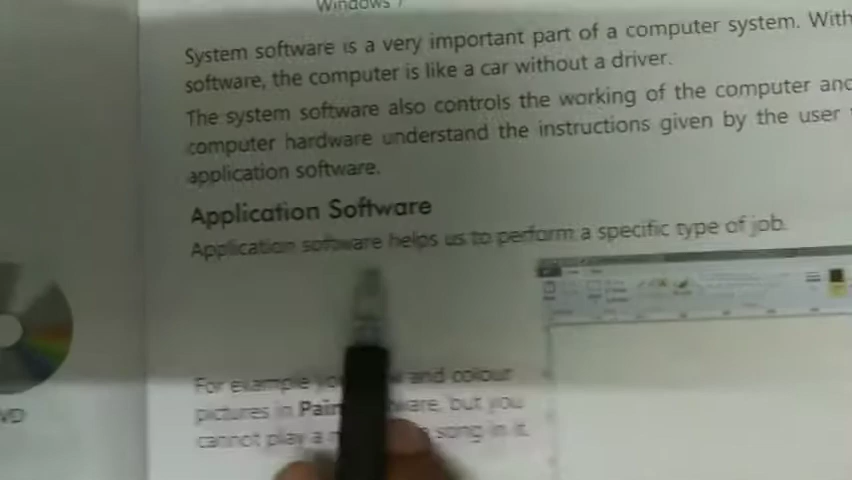 Windows 7
System software is a very important part of a computer system. With
software, the computer is like a car without a driver.
The system software also controls the working of the computer and
computer hardware understand the instructions given by the user
application software.
Application Software
Application software helps us to perform a specific type of job.
For example and colour
pictures in Paint but you
cannot play a song in it.
VD